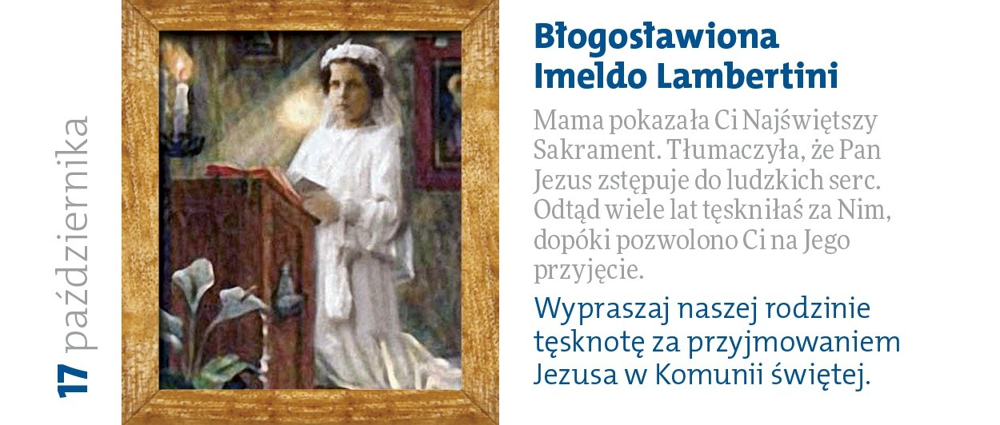 17 października
Błogosławiona
Imeldo Lambertini
Mama pokazała Ci Najświętszy
Sakrament. Tłumaczyła, że Pan
Jezus zstępuje do ludzkich serc.
Odtąd wiele lat tęskniłaś za Nim,
dopóki pozwolono Ci na Jego
przyjęcie.
Wypraszaj naszej rodzinie
tęsknotę za przyjmowaniem
Jezusa w Komunii świętej.